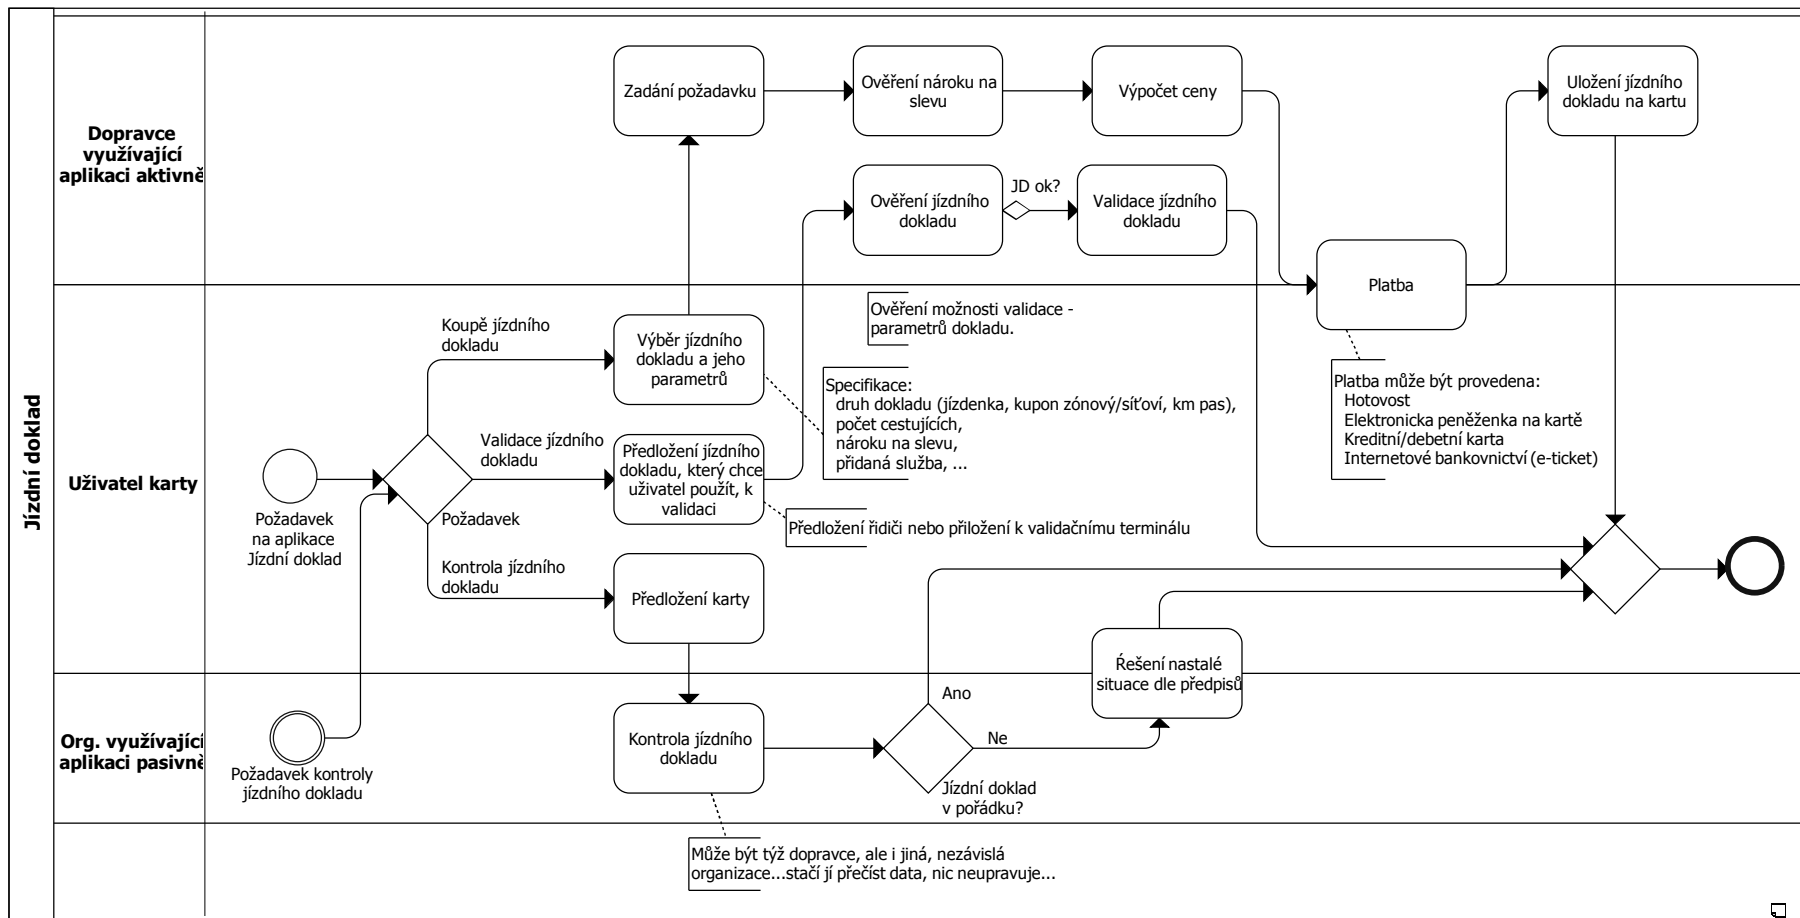 Jízdní doklad
Dopravce
využívající
aplikaci aktivně
Zadání požadavku
Ověření nároku na
slevu
Výpočet ceny
Uložení jízdního
dokladu na kartu
Ověření jízdního
dokladu
JD ok?
Validace jízdního
dokladu
Platba
Uživatel karty
Požadavek
na aplikace
Jízdní doklad
Koupě jízdního
dokladu
Validace jízdního
dokladu
Požadavek
Kontrola jízdního
dokladu
Výběr jízdního
dokladu a jeho
parametrů
Předložení jízdního
dokladu, který chce
uživatel použít, k
validaci
Předložení karty
Ověření možnosti validace -
parametrů dokladu.
Specifikace:
druh dokladu (jízdenka, kupon zónový/síťoví, km pas),
počet cestujících,
nároku na slevu,
přidaná služba, ...
Předložení řidiči nebo přiložení k validačnímu terminálu
Platba může být provedena:
Hotovost
Elektronicka peněženka na kartě
Kreditní/debetní karta
Internetové bankovnictví (e-ticket)
Org. využívající
aplikaci pasivně
Požadavek kontroly
jízdního dokladu
Kontrola jízdního
dokladu
Ano
Ne
Jízdní doklad
v pořádku?
Řešení nastalé
situace dle předpisů
Může být týž dopravce, ale i jiná, nezávislá
organizace...stačí jí přečíst data, nic neupravuje...